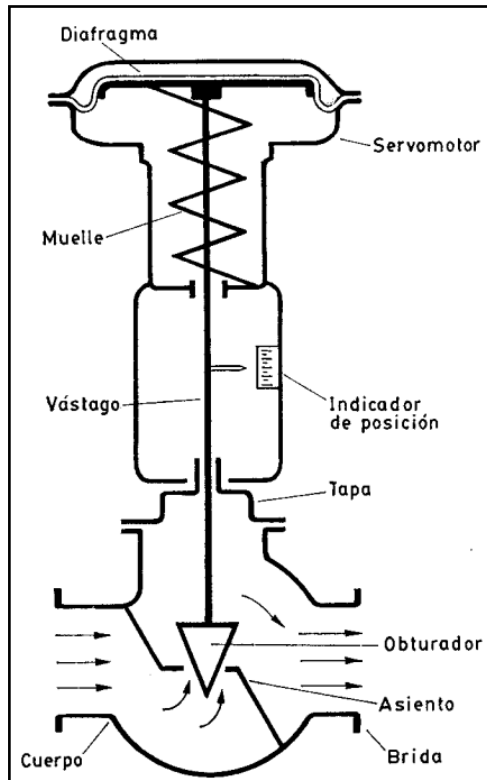 Diafragma
Servomotor
Muelle
Vástago
Indicador
de posición
Tapa
Obturador
Asiento
Cuerpo
Brida